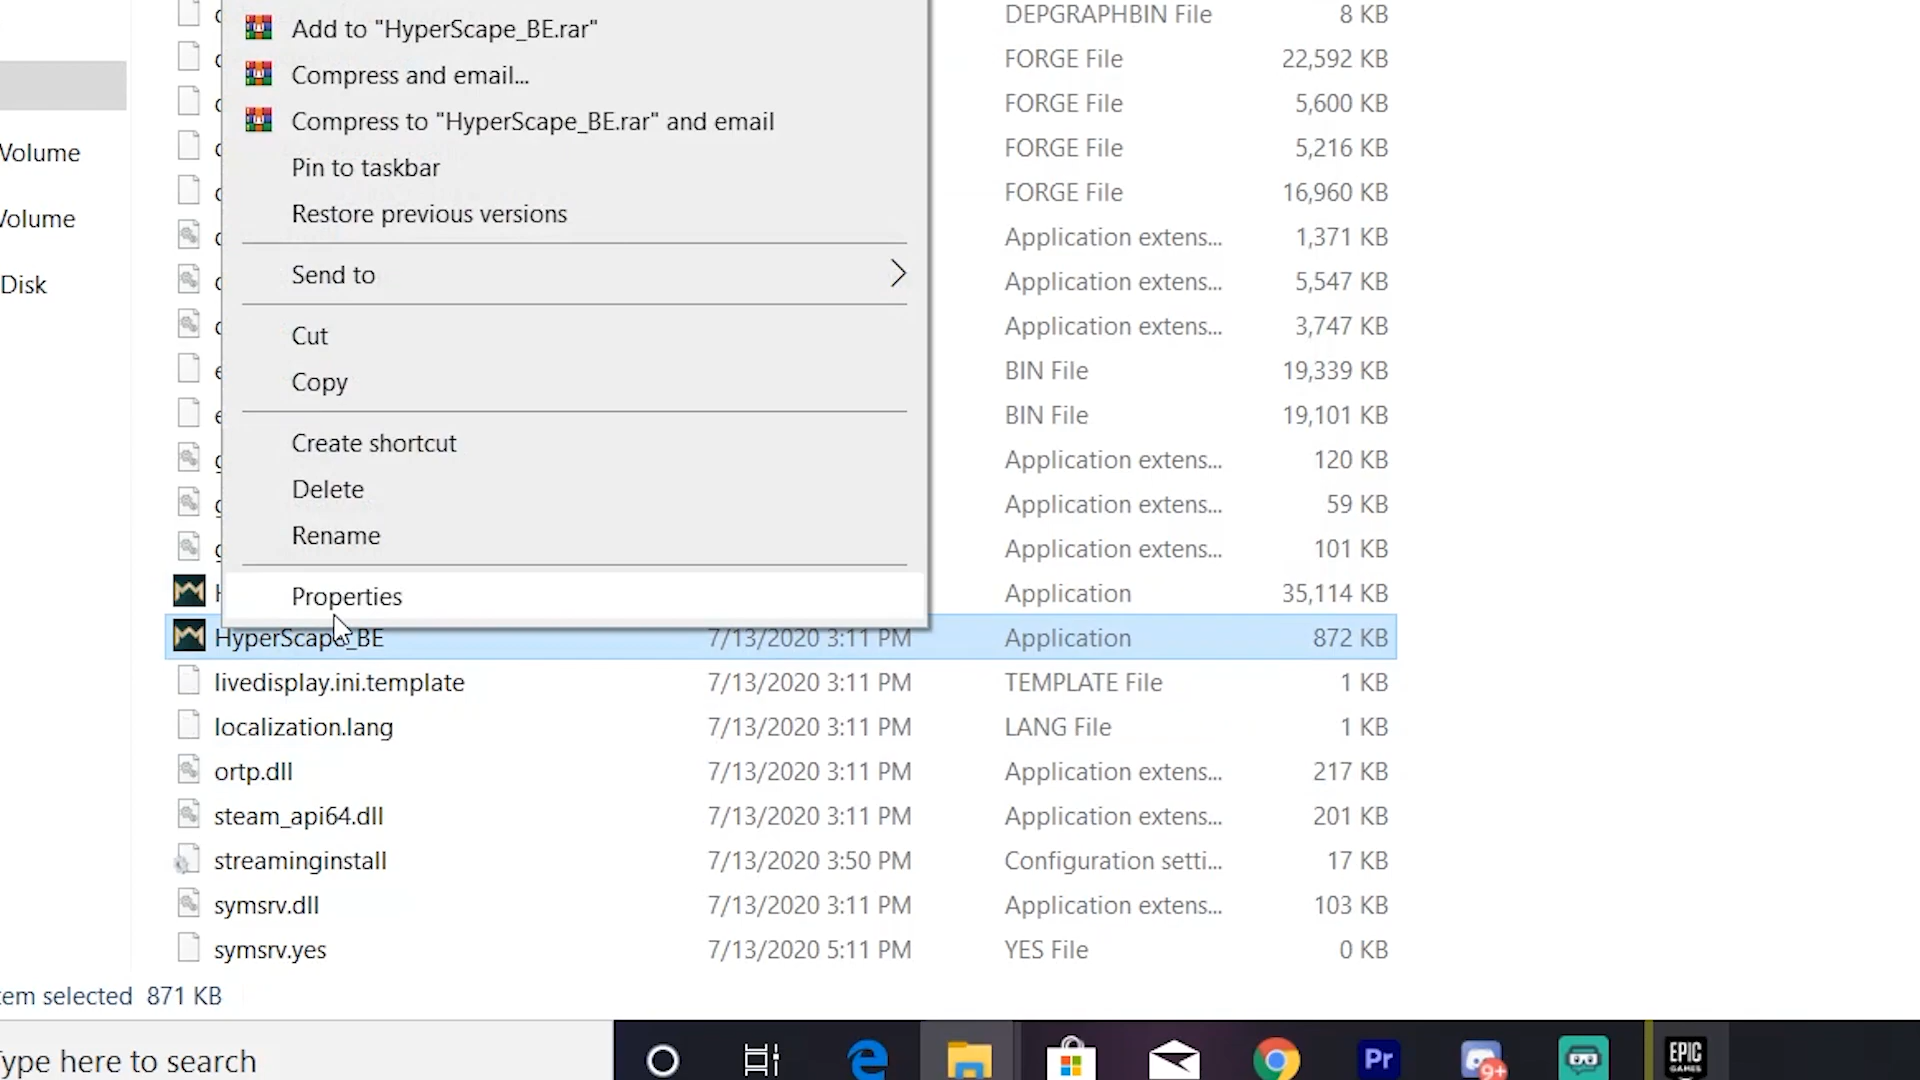 DEPGRAPHBIN File 8 KB
Add to "HyperScape_BE.rar"
FORGE File 22,592 KB
Compress and email...
FORGE File 5,600 KB
Compress to "HyperScape_BE.rar" and email
FORGE File 5,216 KB
Volume
Pin to taskbar
FORGE File 16,960 KB
Restore previous versions
Volume
Application extens... 1,371 KB
Send to
Application extens... 5,547 KB
Disk
Application extens... 3,747 KB
Cut
BIN File 19,339 KB
Copy
BIN File 19,101 KB
Create shortcut
Application extens... 120 KB
Delete
Application extens... 59 KB
Rename
Application extens... 101 KB
Properties
Application 35,114 KB
HyperScape_BE 7/13/2020 3:11 PM Application 872 KB
livedisplay.ini.template 7/13/2020 3:11 PM TEMPLATE File 1 KB
localization.lang 7/13/2020 3:11 PM LANG File 1 KB
ortp.dll 7/13/2020 3:11 PM Application extens... 217 KB
steam_api64.dll 7/13/2020 3:11 PM Application extens... 201 KB
streaminginstall 7/13/2020 3:50 PM Configuration setti... 17 KB
symsrv.dll 7/13/2020 3:11 PM Application extens... 103 KB
symsrv.yes 7/13/2020 5:11 PM YES File 0 KB
tem selected 871 KB
Type here to search
Pr
9+
EPIC
GAMES